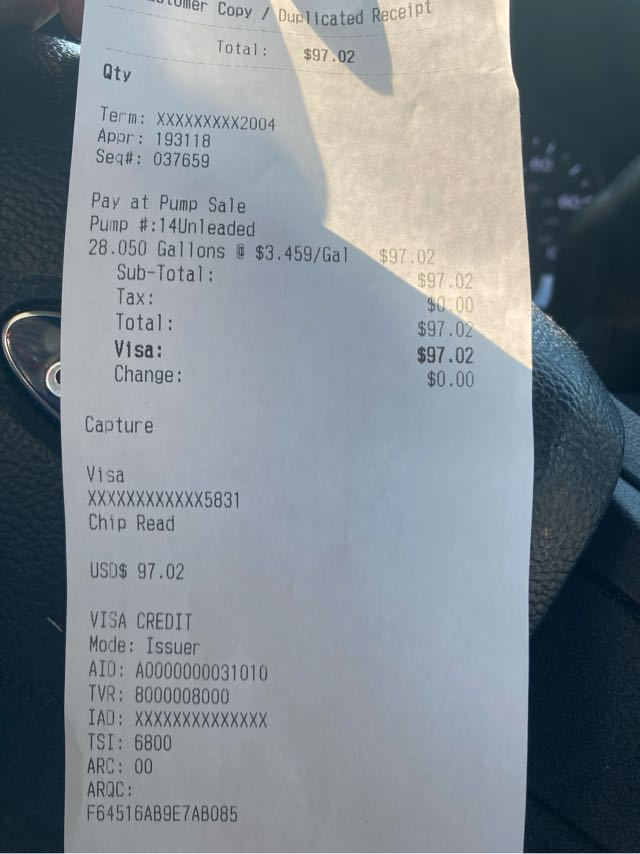 Customer Copy / Duplicated Receipt
Total: $97.02
Qty
Term: XXXXXXXXX2004
Appr: 193118
Seq#: 037659
Pay at Pump Sale
Pump #:14Unleaded
28.050 Gallons @ $3.459/Gal $97.02
Sub-Total: $97.02
Tax: $0.00
Total: $97.02
Visa: $97.02
Change: $0.00
Capture
Visa
XXXXXXXXXXXX5831
Chip Read
USD$ 97.02
VISA CREDIT
Mode: Issuer
AID: A0000000031010
TVR: 8000008000
IAD: XXXXXXXXXXXXXX
TSI: 6800
ARC: 00
ARQC:
F64516AB9E7AB085